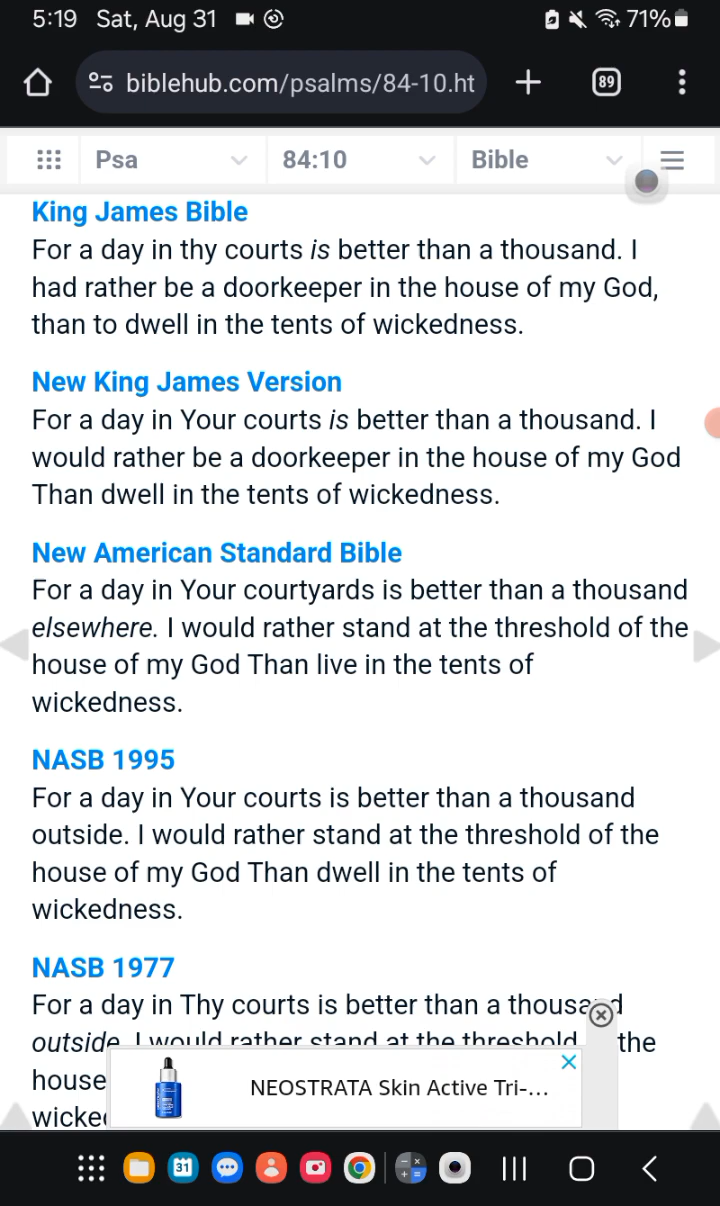 5:19 Sat, Aug 31 71%
biblehub.com/psalms/84-10.ht 89
Psa 84:10 Bible
King James Bible
For a day in thy courts is better than a thousand. I
had rather be a doorkeeper in the house of my God,
than to dwell in the tents of wickedness.
New King James Version
For a day in Your courts is better than a thousand. I
would rather be a doorkeeper in the house of my God
Than dwell in the tents of wickedness.
New American Standard Bible
For a day in Your courtyards is better than a thousand
elsewhere. I would rather stand at the threshold of the
house of my God Than live in the tents of
wickedness.
NASB 1995
For a day in Your courts is better than a thousand
outside. I would rather stand at the threshold of the
house of my God Than dwell in the tents of
wickedness.
NASB 1977
For a day in Thy courts is better than a thousand
outside. I would rather stand at the threshold the
house
NEOSTRATA Skin Active Tri-...
31